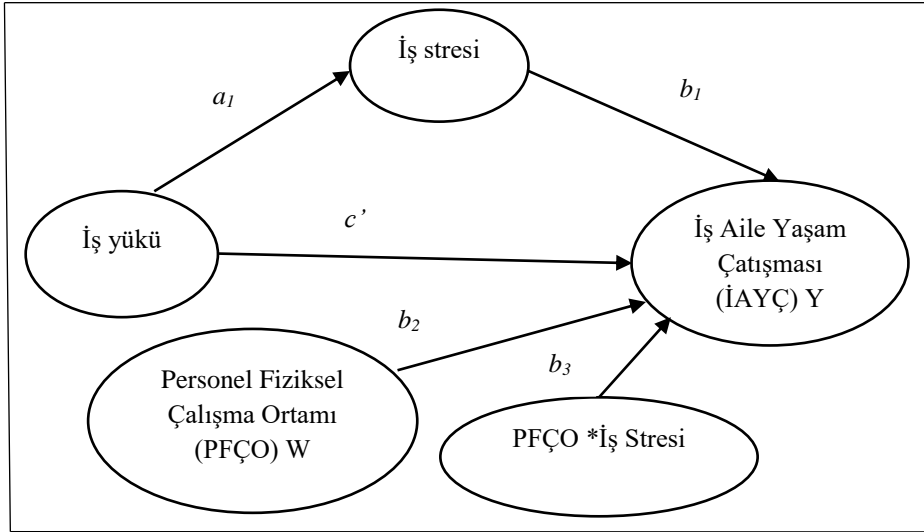 İş stresi
a1
b1
İş yükü
c’
İş Aile Yaşam
Çatışması
(İAYÇ) Y
b2
Personel Fiziksel
Çalışma Ortamı
(PFÇO) W
b3
PFÇO *İş Stresi